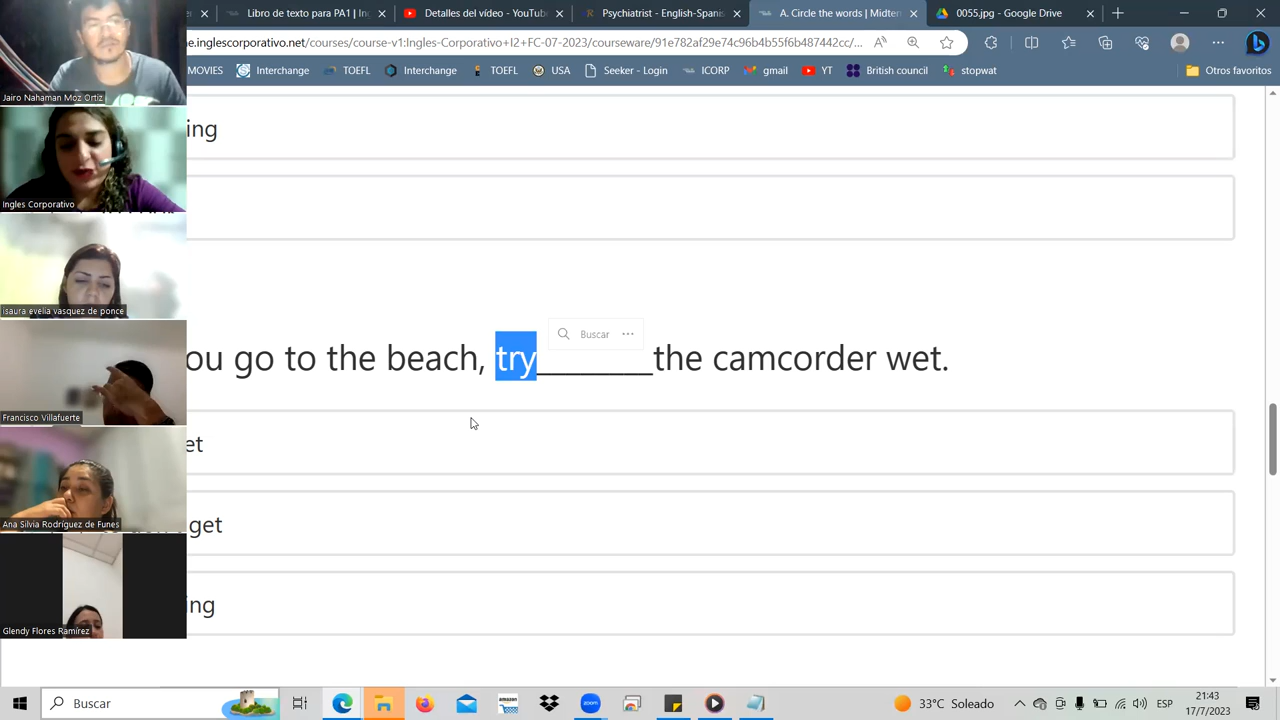 Libro de texto para PA1 | Ingl
Detalles del vídeo - YouTube
Psychiatrist - English-Spanis
A. Circle the words | Midterm
0055.jpg - Google Drive
e.inglescorporativo.net/courses/course-v1:Ingles-Corporativo+I2+FC-07-2023/courseware/91e782af29e74c96b4b55f6b487442cc/...
MOVIES
Interchange
TOEFL
Interchange
TOEFL
USA
Seeker - Login
ICORP
gmail
YT
British council
stopwat
Otros favoritos
Jairo Nahaman Moz Ortiz
ing
Ingles Corporativo
Isaura evelia vasquez de ponce
Buscar
ou go to the beach, try________the camcorder wet.
Francisco Villafuerte
et
Ana Silvia Rodríguez de Funes
get
ing
Glendy Flores Ramírez
Buscar
33°C Soleado
ESP
21:43
17/7/2023